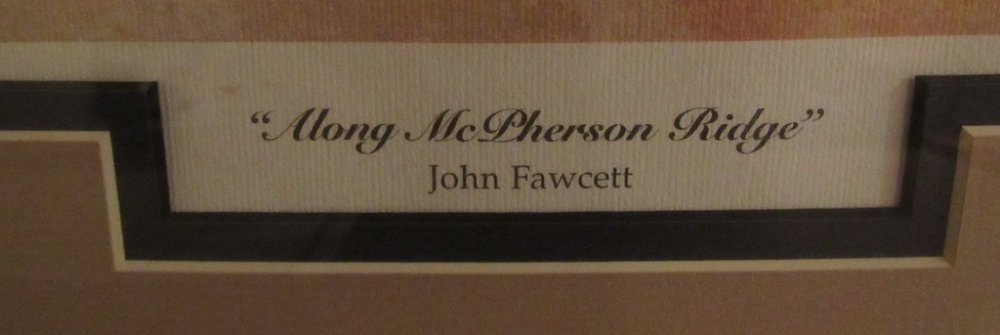 “Along McPherson Ridge”
John Fawcett